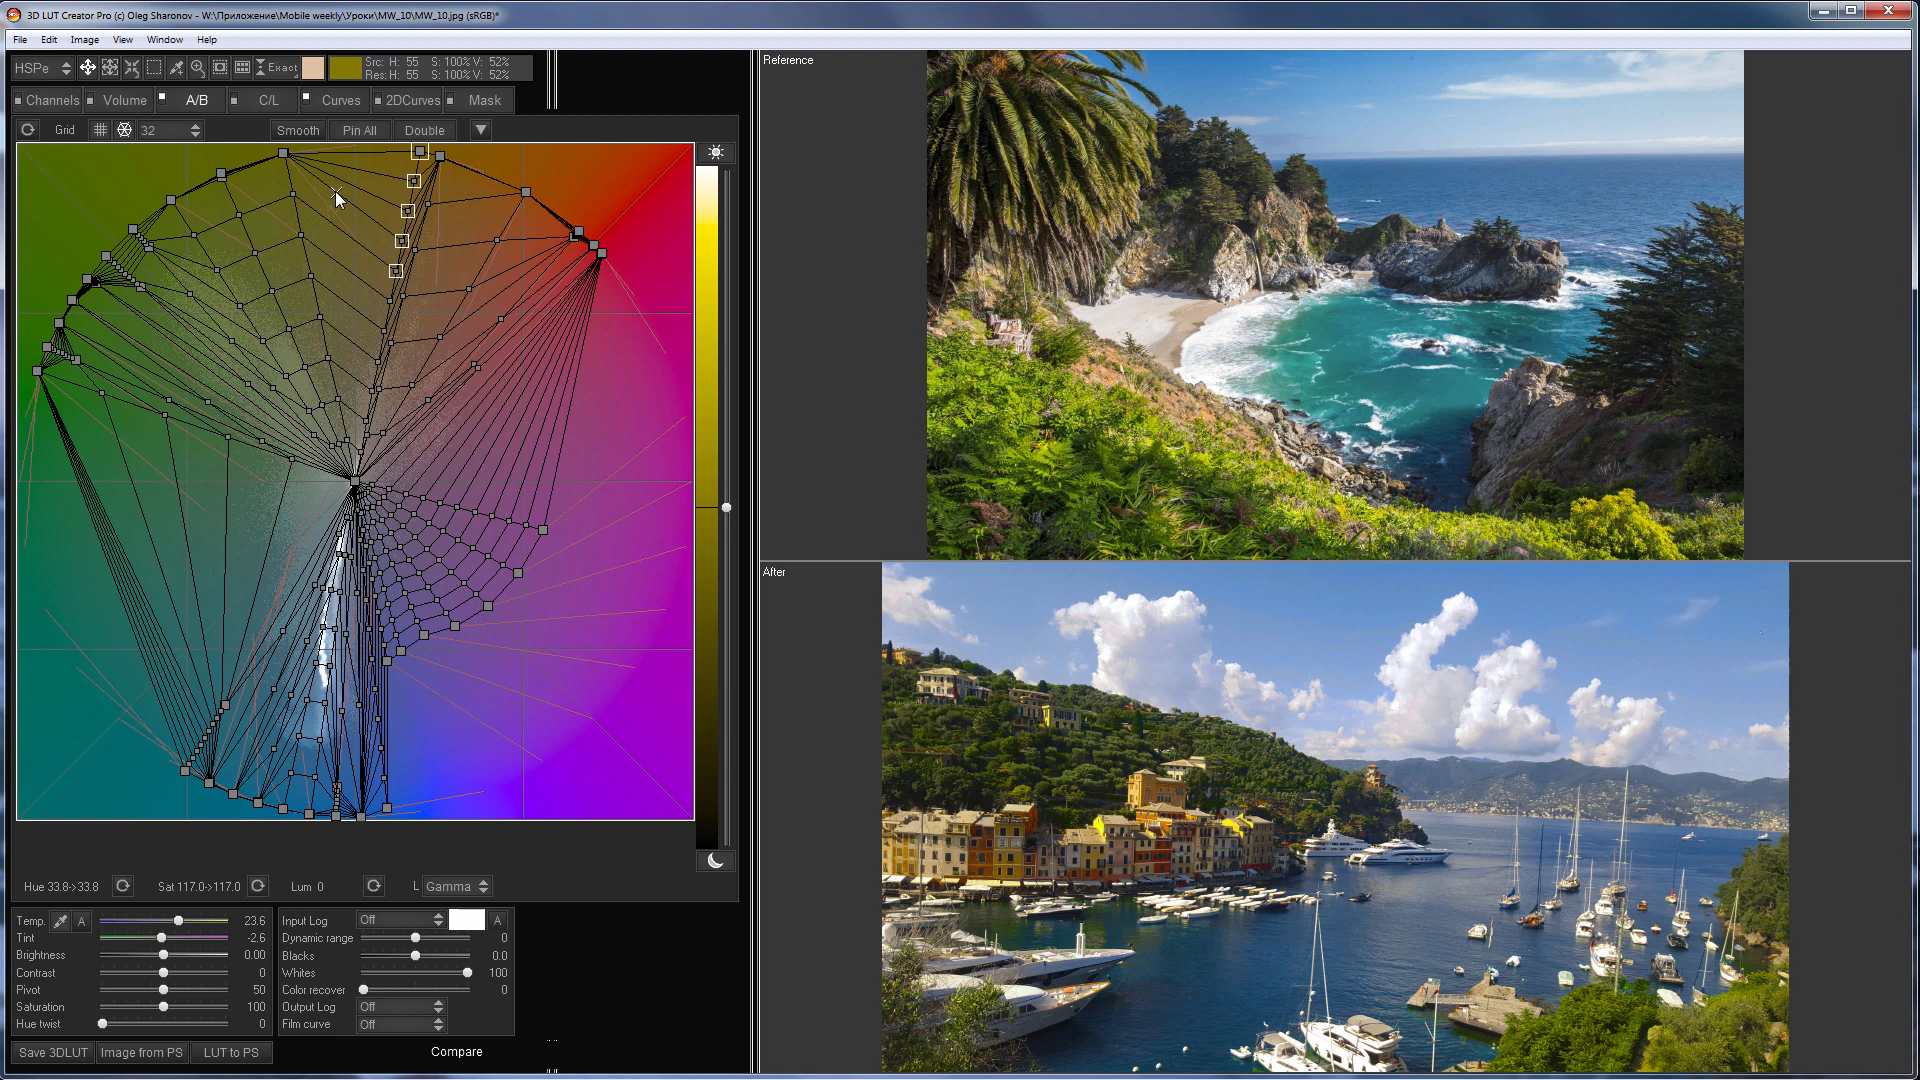 3D LUT Creator Pro (c) Oleg Sharonov - W:\Приложение\Mobile weekly\Уроки\MW_10\MW_10.jpg (sRGB)*
File Edit Image View Window Help
HSPe Exact Src: H: 55 S: 100% V: 52%
Res: H: 55 S: 100% V: 52%
Channels Volume A/B C/L Curves 2DCurves Mask
Grid 32 Smooth Pin All Double
Reference
After
Hue 33.8->33.8 Sat 117.0->117.0 Lum 0 L Gamma
Temp. A 23.6 Input Log Off A
Tint -2.6 Dynamic range 0
Brightness 0.00 Blacks 0.0
Contrast 0 Whites 100
Pivot 50 Color recover 0
Saturation 100 Output Log Off
Hue twist 0 Film curve Off
Save 3DLUT Image from PS LUT to PS Compare